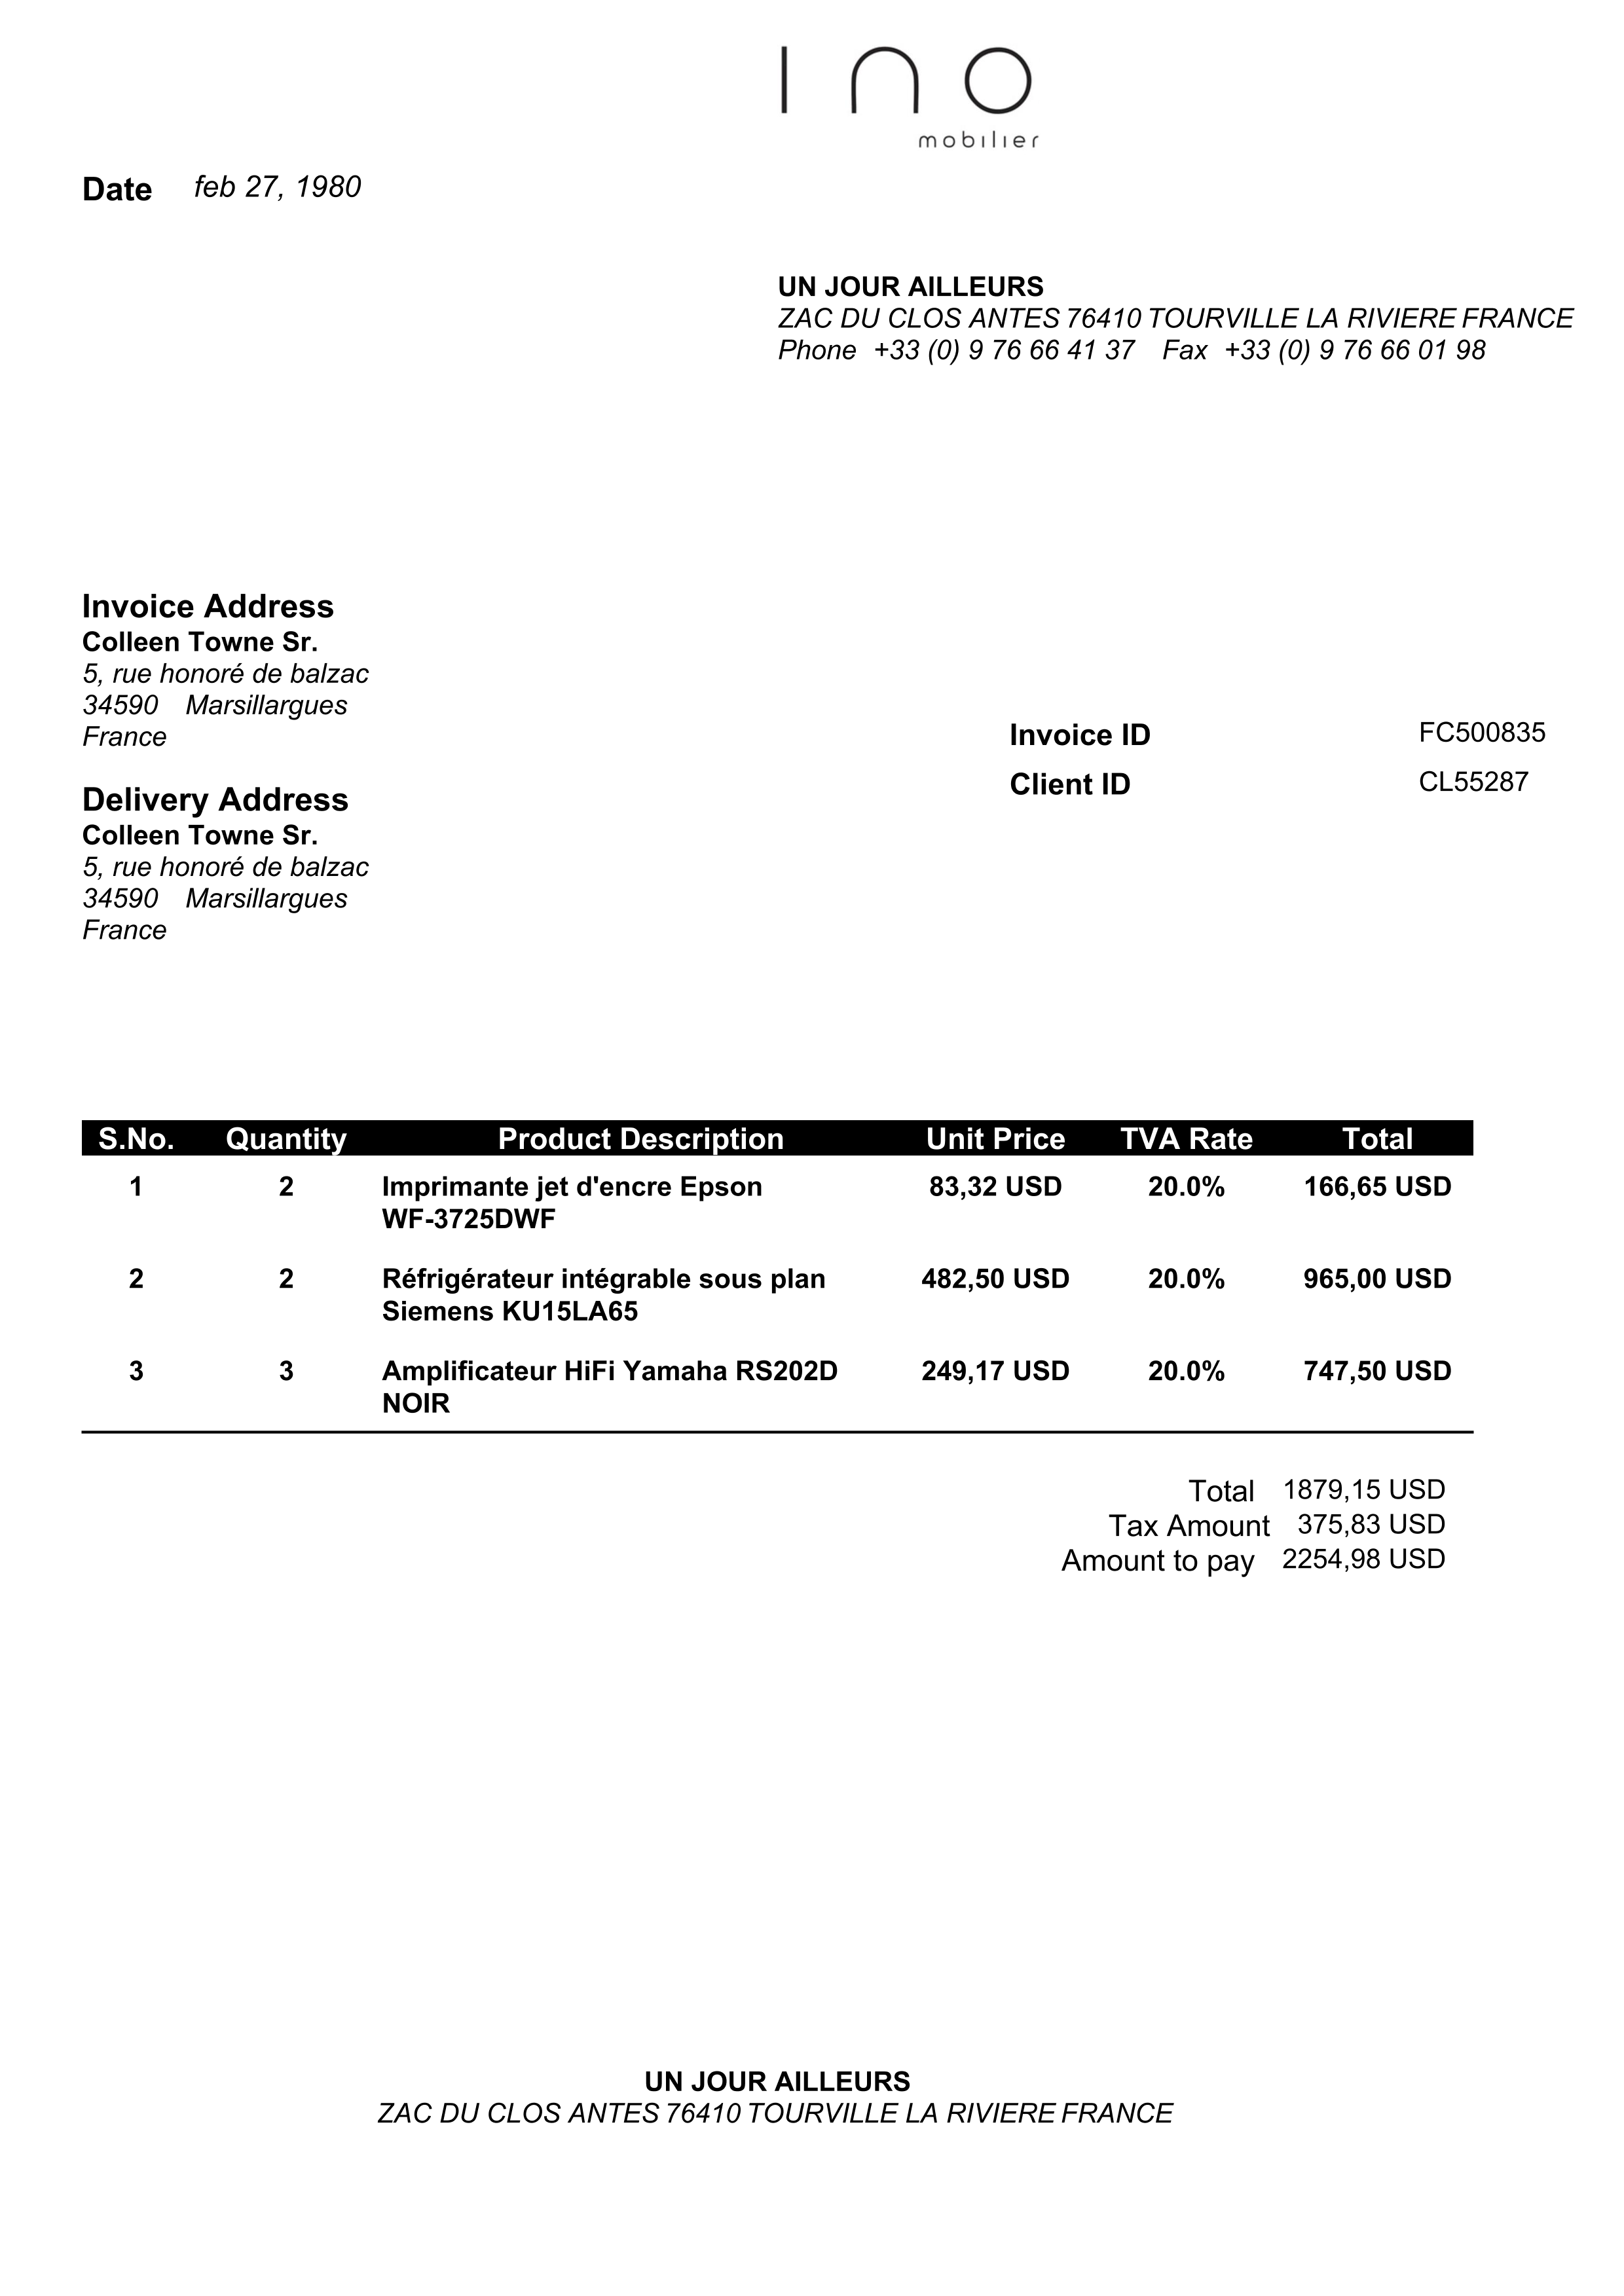 Ino
mobilier
Date feb 27, 1980
UN JOUR AILLEURS
ZAC DU CLOS ANTES 76410 TOURVILLE LA RIVIERE FRANCE
Phone +33 (0) 9 76 66 41 37 Fax +33 (0) 9 76 66 01 98
Invoice Address
Colleen Towne Sr.
5, rue honoré de balzac
34590 Marsillargues
France
Invoice ID FC500835
Client ID CL55287
Delivery Address
Colleen Towne Sr.
5, rue honoré de balzac
34590 Marsillargues
France
S.No. Quantity Product Description Unit Price TVA Rate Total
1 2 Imprimante jet d'encre Epson 83,32 USD 20.0% 166,65 USD
WF-3725DWF
2 2 Réfrigérateur intégrable sous plan 482,50 USD 20.0% 965,00 USD
Siemens KU15LA65
3 3 Amplificateur HiFi Yamaha RS202D 249,17 USD 20.0% 747,50 USD
NOIR
Total 1879,15 USD
Tax Amount 375,83 USD
Amount to pay 2254,98 USD
UN JOUR AILLEURS
ZAC DU CLOS ANTES 76410 TOURVILLE LA RIVIERE FRANCE